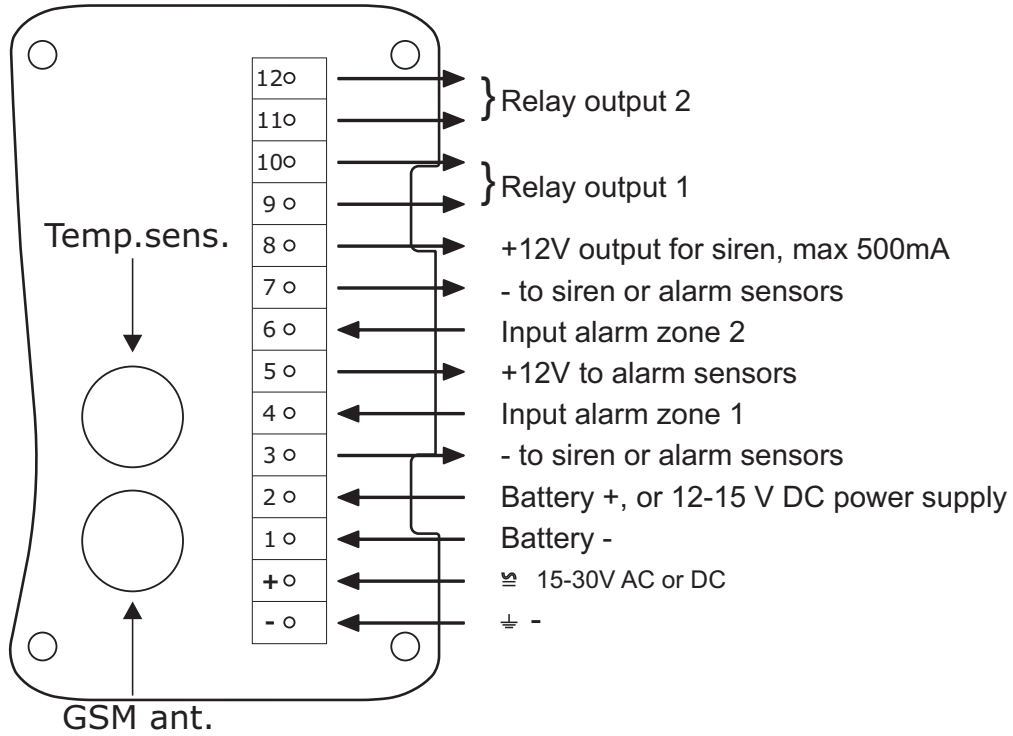 12 Relay output 2
11
10 Relay output 1
9
Temp.sens.
8 +12V output for siren, max 500mA
7 - to siren or alarm sensors
6 Input alarm zone 2
5 +12V to alarm sensors
4 Input alarm zone 1
3 - to siren or alarm sensors
2 Battery +, or 12-15 V DC power supply
1 Battery -
+ ≌ 15-30V AC or DC
- ⏚ -
GSM ant.